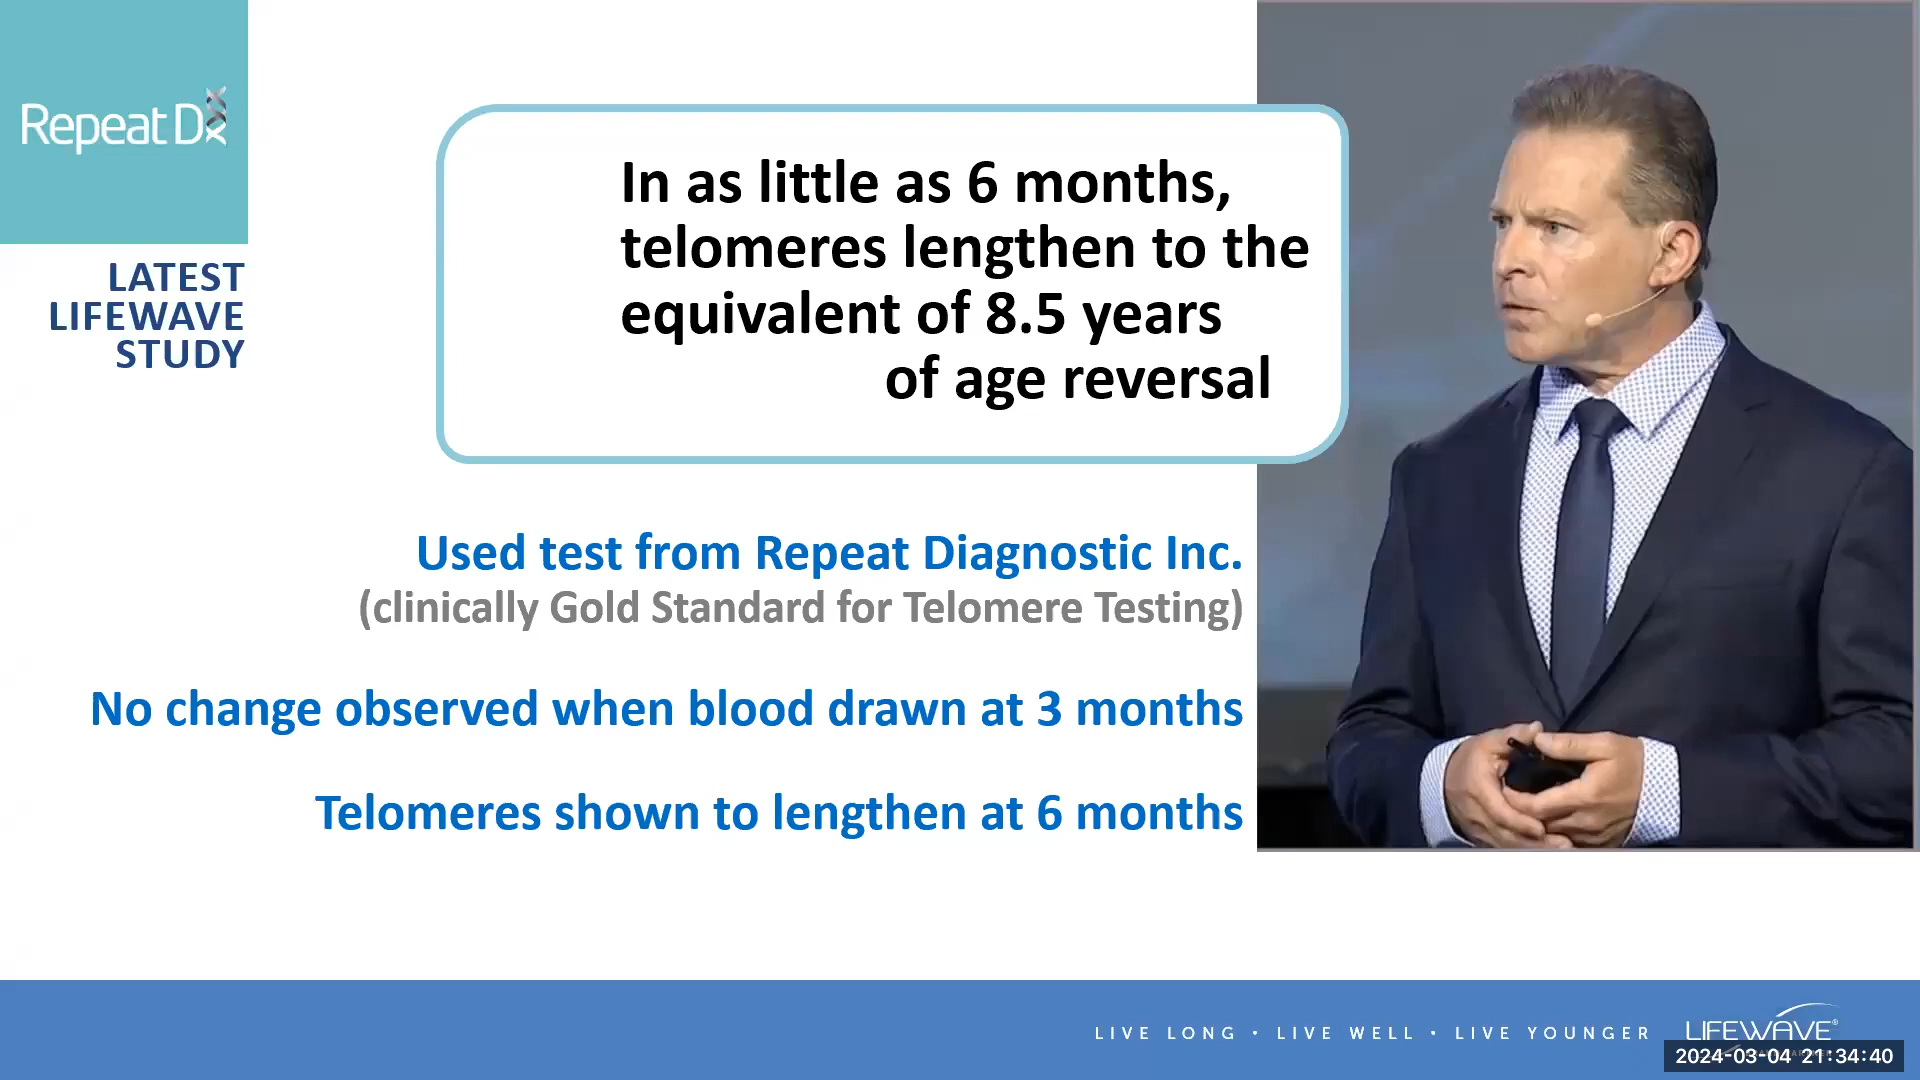 Repeat Dx
LATEST
LIFEWAVE
STUDY
In as little as 6 months,
telomeres lengthen to the
equivalent of 8.5 years
of age reversal
Used test from Repeat Diagnostic Inc.
(clinically Gold Standard for Telomere Testing)
No change observed when blood drawn at 3 months
Telomeres shown to lengthen at 6 months
LIVE LONG • LIVE WELL • LIVE YOUNGER
LIFEWAVE®
2024-03-04 21:34:40